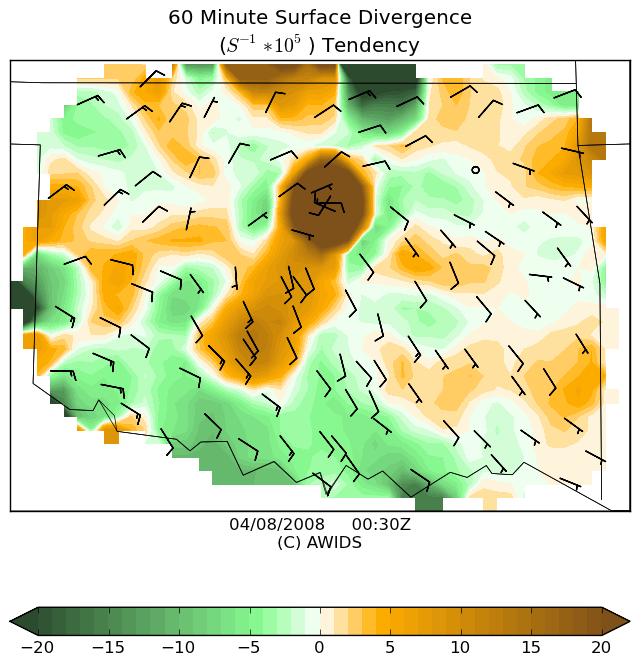 60 Minute Surface Divergence
(S⁻¹ *10⁵ ) Tendency
04/08/2008 00:30Z
(C) AWIDS
−20 −15 −10 −5 0 5 10 15 20